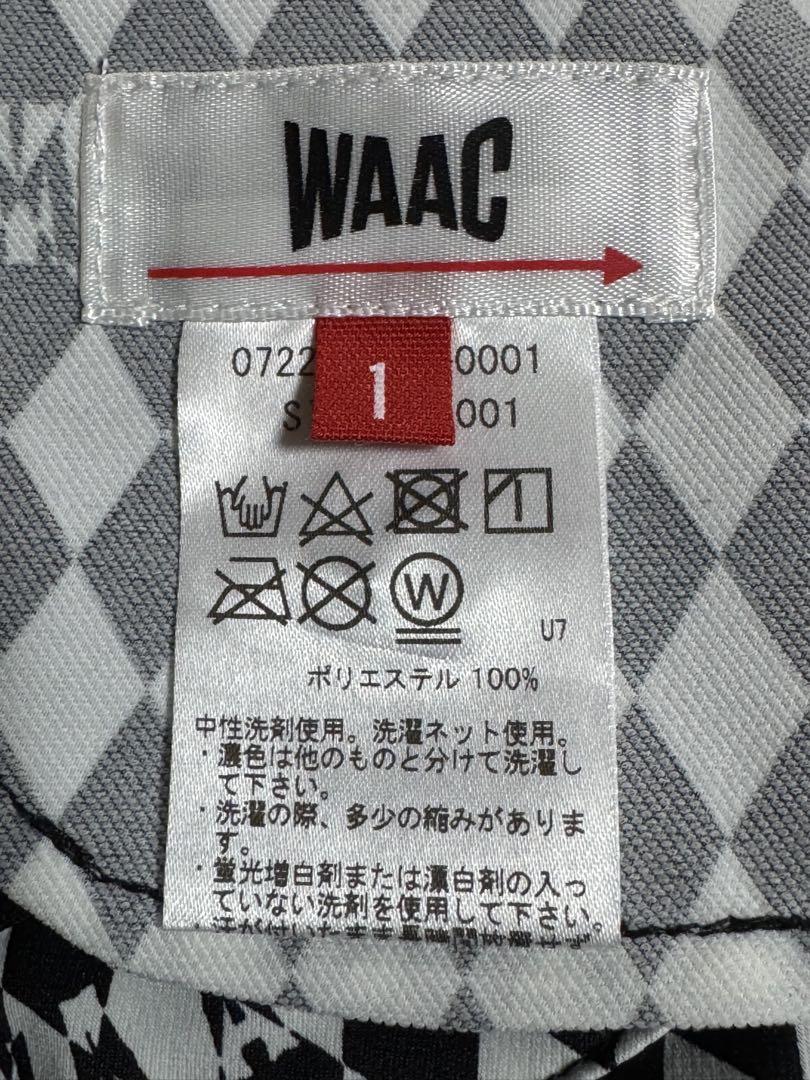 WAAC
1
0722
0001
S
001
W
U7
ポリエステル 100%
中性洗剤使用。洗濯ネット使用。
・濃色は他のものと分けて洗濯し
て下さい。
・洗濯の際、多少の縮みがありま
す。
・蛍光増白剤または漂白剤の入っ
ていない洗剤を使用して下さい。